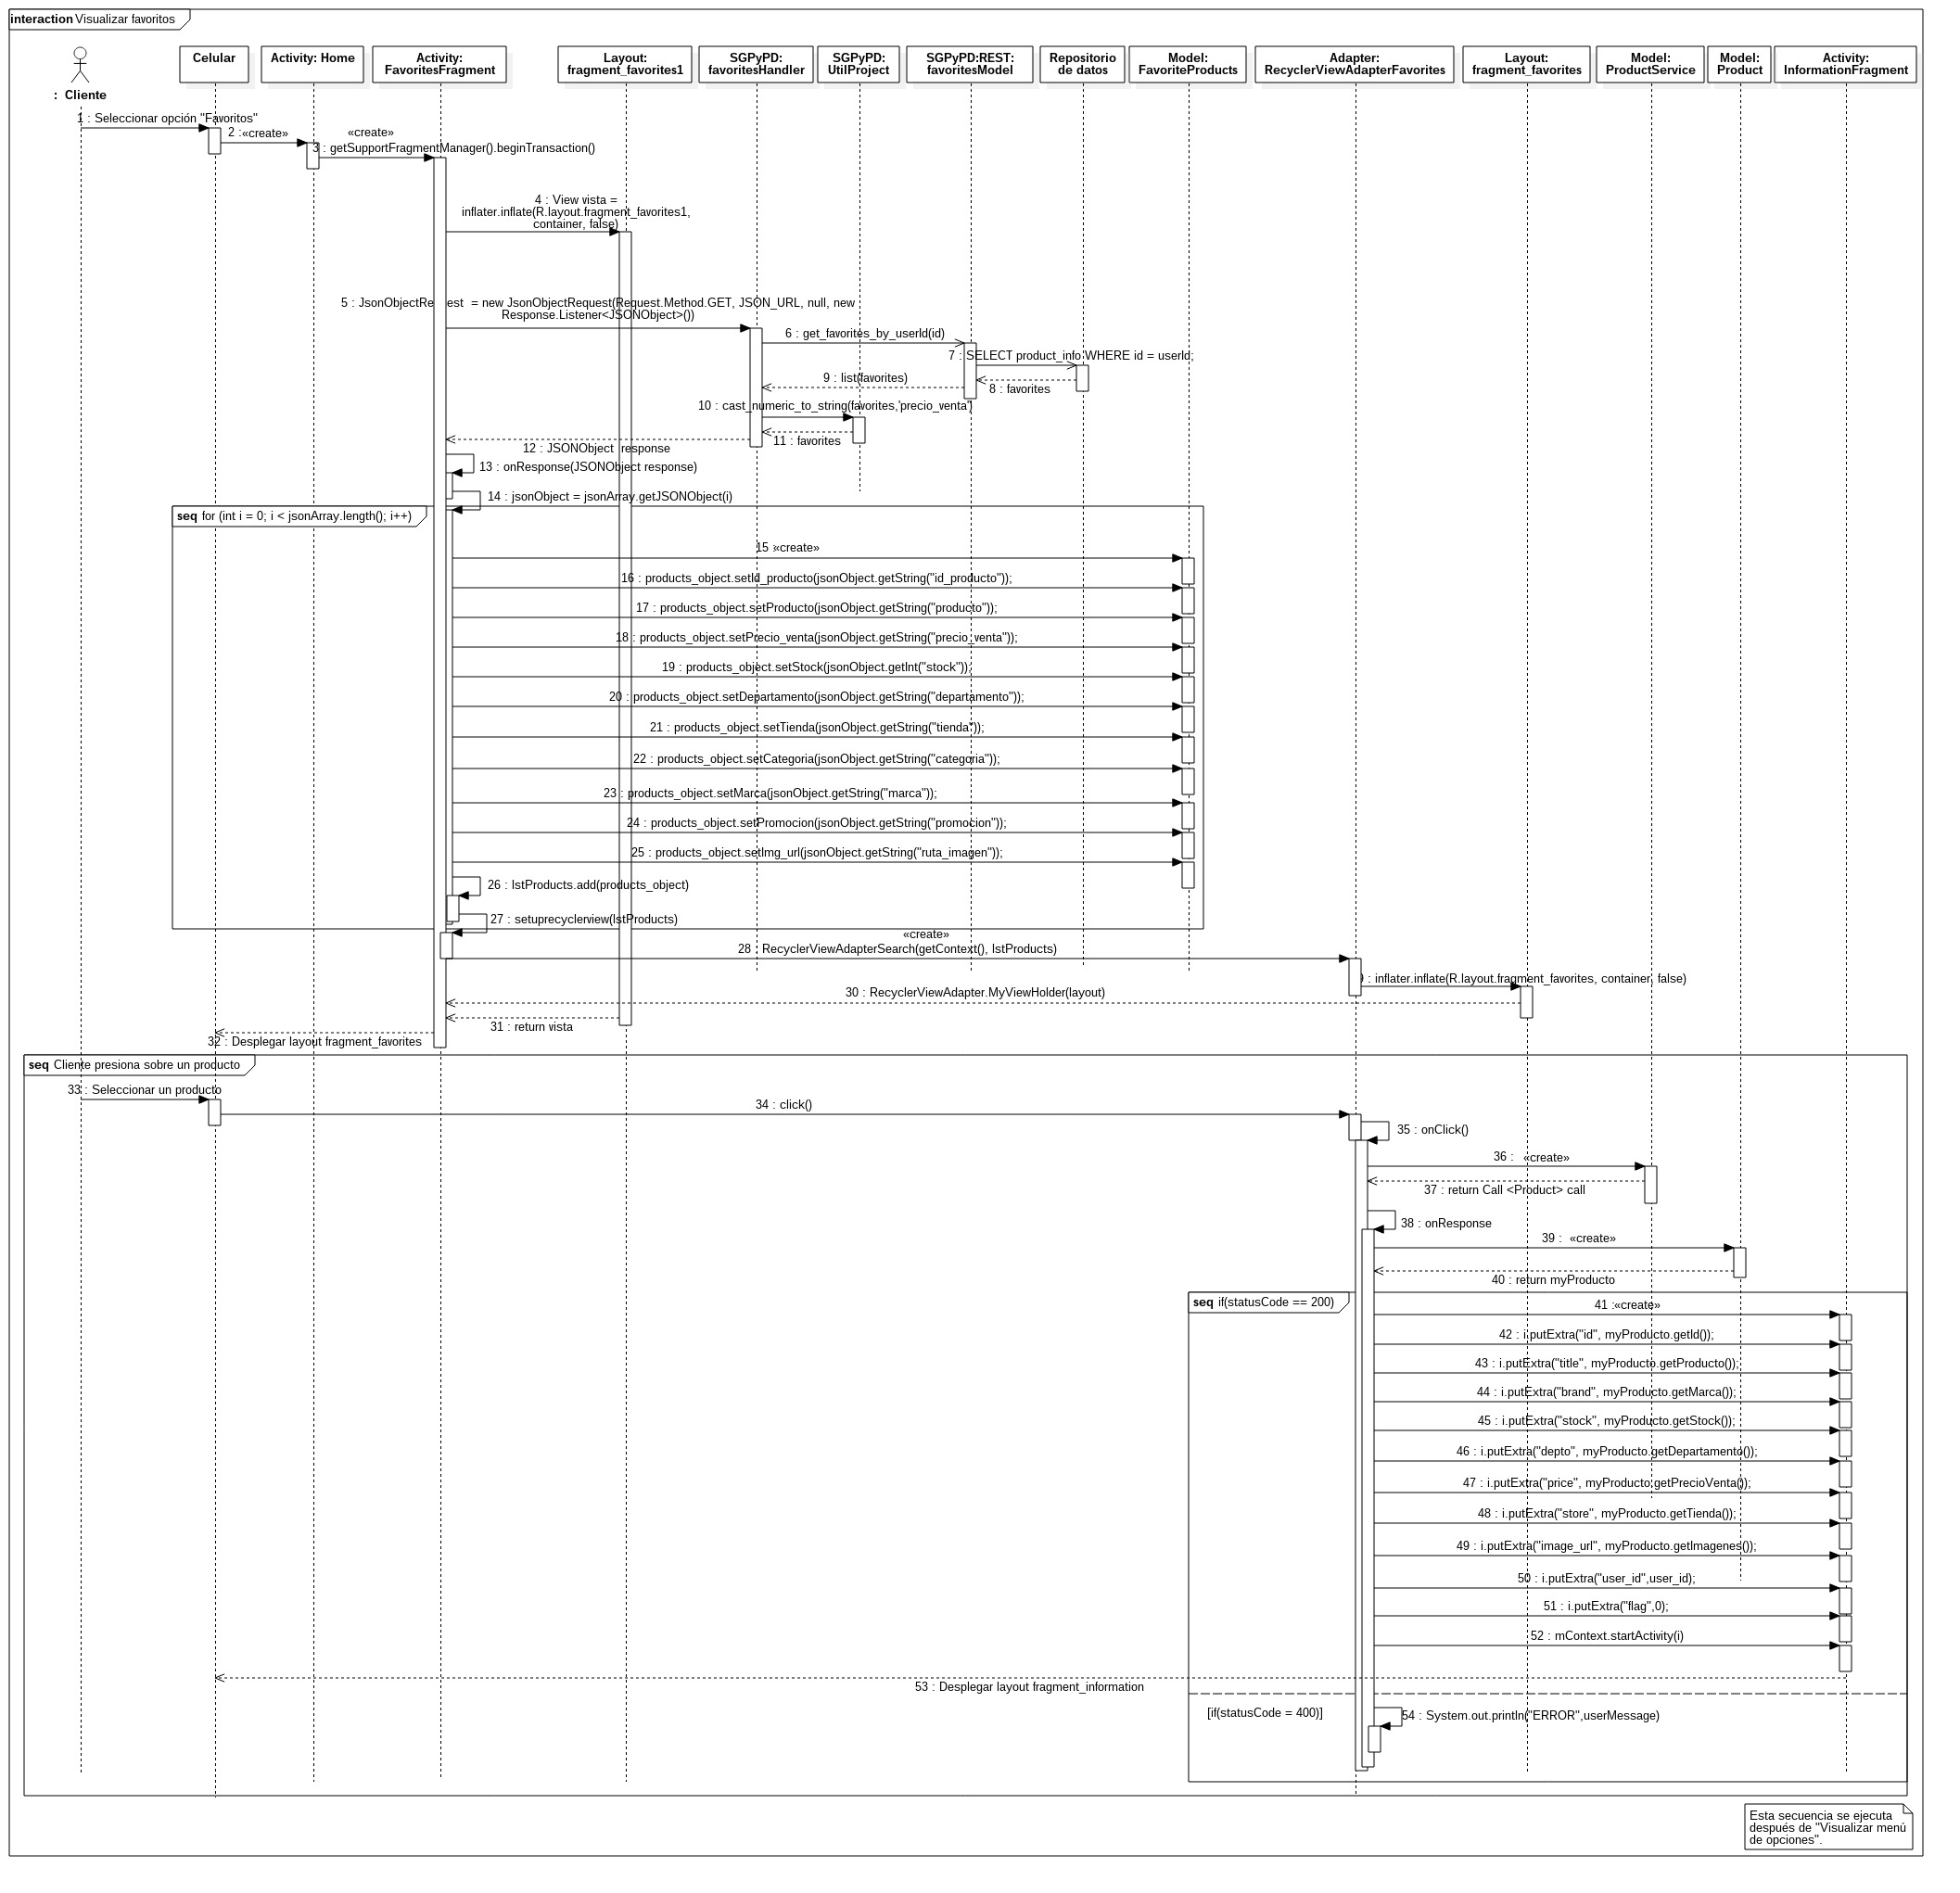 interaction Visualizar favoritos
: Cliente
Celular
Activity: Home
Activity:
FavoritesFragment
Layout:
fragment_favorites1
SGPyPD:
favoritesHandler
SGPyPD:
UtilProject
SGPyPD:REST:
favoritesModel
Repositorio
de datos
Model:
FavoriteProducts
Adapter:
RecyclerViewAdapterFavorites
Layout:
fragment_favorites
Model:
ProductService
Model:
Product
Activity:
InformationFragment
1 : Seleccionar opción "Favoritos"
2 : «create»
«create»
3 : getSupportFragmentManager().beginTransaction()
4 : View vista =
inflater.inflate(R.layout.fragment_favorites1,
container, false)
5 : JsonObjectRequest = new JsonObjectRequest(Request.Method.GET, JSON_URL, null, new
Response.Listener<JSONObject>())
6 : get_favorites_by_userId(id)
7 : SELECT product_info WHERE id = userId;
8 : favorites
9 : list(favorites)
10 : cast_numeric_to_string(favorites,'precio_venta')
11 : favorites
12 : JSONObject response
13 : onResponse(JSONObject response)
14 : jsonObject = jsonArray.getJSONObject(i)
seq for (int i = 0; i < jsonArray.length(); i++)
15 : «create»
16 : products_object.setId_producto(jsonObject.getString("id_producto"));
17 : products_object.setProducto(jsonObject.getString("producto"));
18 : products_object.setPrecio_venta(jsonObject.getString("precio_venta"));
19 : products_object.setStock(jsonObject.getInt("stock"));
20 : products_object.setDepartamento(jsonObject.getString("departamento"));
21 : products_object.setTienda(jsonObject.getString("tienda"));
22 : products_object.setCategoria(jsonObject.getString("categoria"));
23 : products_object.setMarca(jsonObject.getString("marca"));
24 : products_object.setPromocion(jsonObject.getString("promocion"));
25 : products_object.setImg_url(jsonObject.getString("ruta_imagen"));
26 : lstProducts.add(products_object)
27 : setuprecyclerview(lstProducts)
«create»
28 : RecyclerViewAdapterSearch(getContext(), lstProducts)
9 : inflater.inflate(R.layout.fragment_favorites, container, false)
30 : RecyclerViewAdapter.MyViewHolder(layout)
31 : return vista
32 : Desplegar layout fragment_favorites
seq Cliente presiona sobre un producto
33 : Seleccionar un producto
34 : click()
35 : onClick()
36 : «create»
37 : return Call <Product> call
38 : onResponse
39 : «create»
40 : return myProducto
seq if(statusCode == 200)
41 : «create»
42 : i.putExtra("id", myProducto.getId());
43 : i.putExtra("title", myProducto.getProducto());
44 : i.putExtra("brand", myProducto.getMarca());
45 : i.putExtra("stock", myProducto.getStock());
46 : i.putExtra("depto", myProducto.getDepartamento());
47 : i.putExtra("price", myProducto.getPrecioVenta());
48 : i.putExtra("store", myProducto.getTienda());
49 : i.putExtra("image_url", myProducto.getImagenes());
50 : i.putExtra("user_id",user_id);
51 : i.putExtra("flag",0);
52 : mContext.startActivity(i)
53 : Desplegar layout fragment_information
[if(statusCode = 400)]
54 : System.out.println("ERROR",userMessage)
Esta secuencia se ejecuta
después de "Visualizar menú
de opciones".